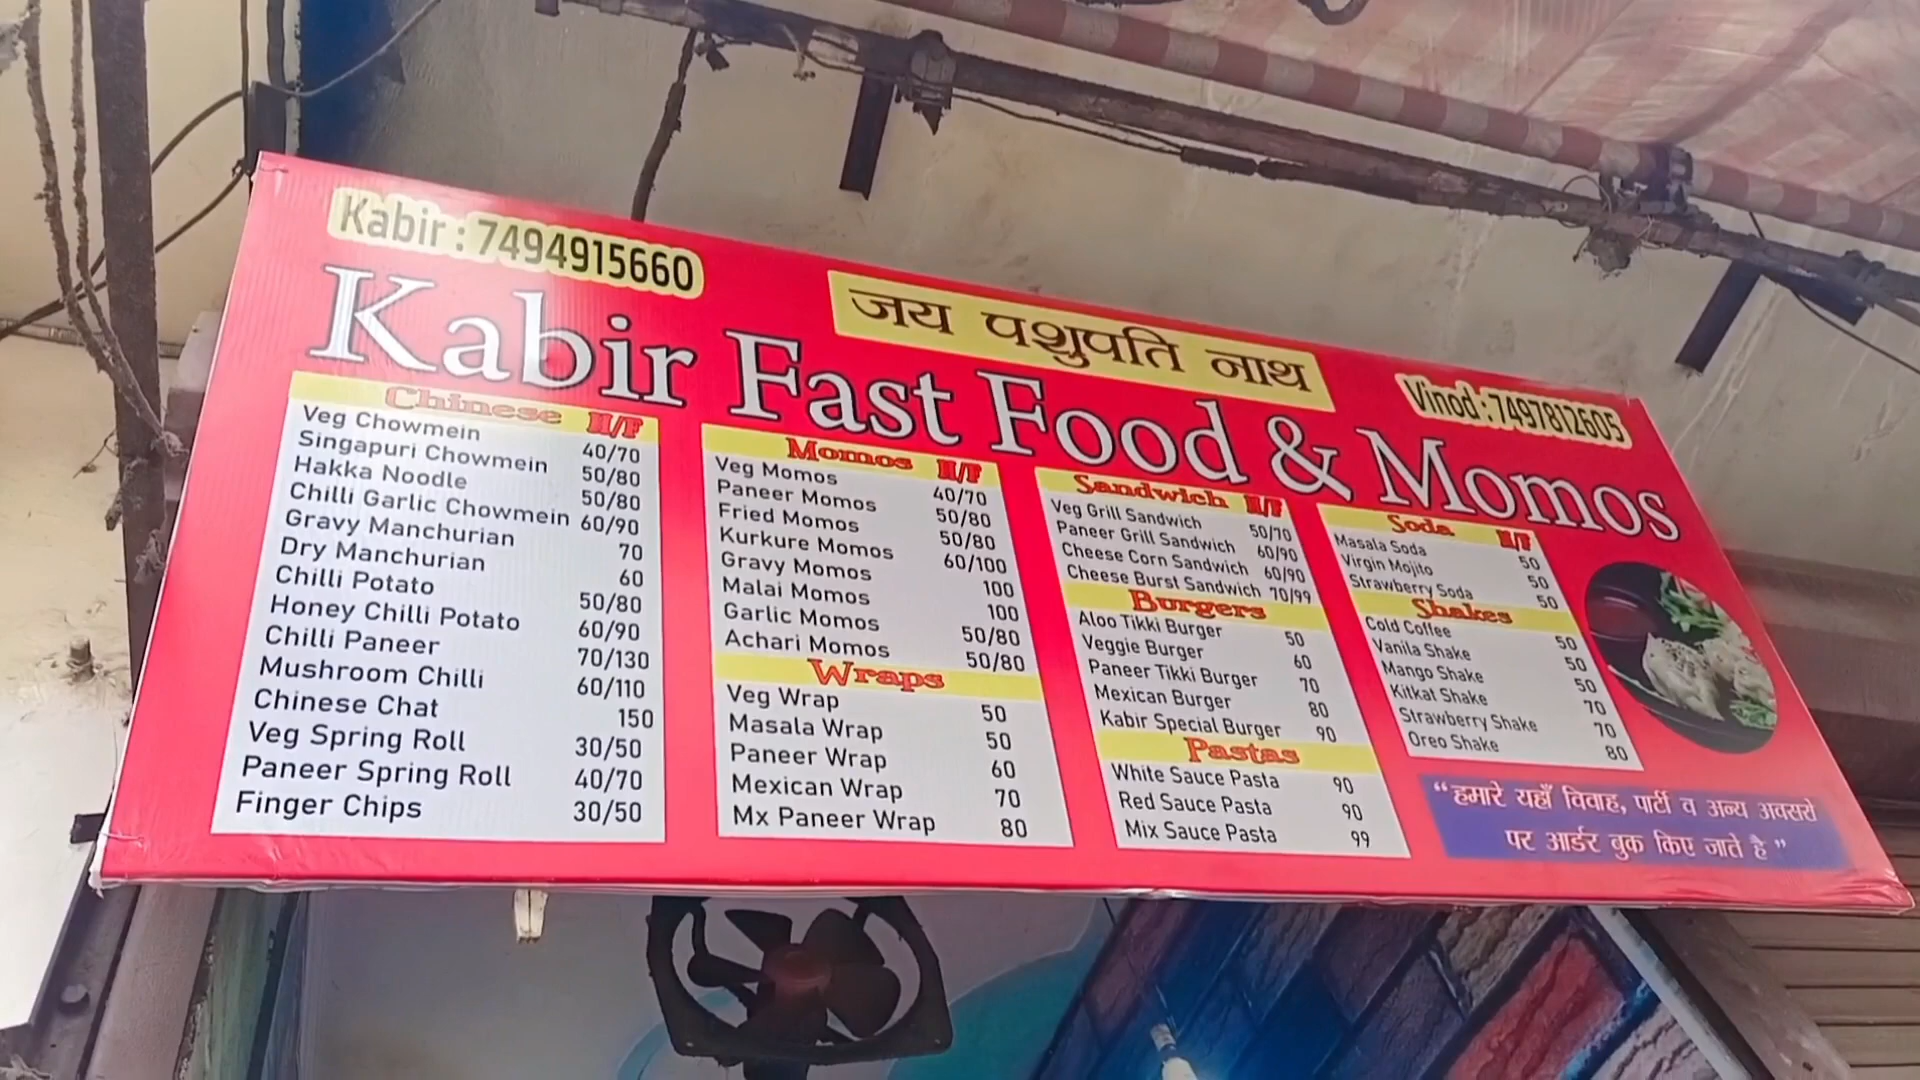 Kabir : 7494915660
जय पशुपति नाथ
Vinod : 7497812605
Kabir Fast Food & Momos
Chinese H/F
Veg Chowmein 40/70
Singapuri Chowmein 50/80
Hakka Noodle 50/80
Chilli Garlic Chowmein 60/90
Gravy Manchurian 70
Dry Manchurian 60
Chilli Potato 50/80
Honey Chilli Potato 60/90
Chilli Paneer 70/130
Mushroom Chilli 60/110
Chinese Chat 150
Veg Spring Roll 30/50
Paneer Spring Roll 40/70
Finger Chips 30/50
Momos H/F
Veg Momos 40/70
Paneer Momos 50/80
Fried Momos 50/80
Kurkure Momos 60/100
Gravy Momos 100
Malai Momos 100
Garlic Momos 50/80
Achari Momos 50/80
Wraps
Veg Wrap 50
Masala Wrap 50
Paneer Wrap 60
Mexican Wrap 70
Mx Paneer Wrap 80
Sandwich H/F
Veg Grill Sandwich 50/70
Paneer Grill Sandwich 60/90
Cheese Corn Sandwich 60/90
Cheese Burst Sandwich 70/99
Burgers
Aloo Tikki Burger 50
Veggie Burger 60
Paneer Tikki Burger 70
Mexican Burger 80
Kabir Special Burger 90
Pastas
White Sauce Pasta 90
Red Sauce Pasta 90
Mix Sauce Pasta 99
Soda H/F
Masala Soda 50
Virgin Mojito 50
Strawberry Soda 50
Shakes
Cold Coffee 50
Vanila Shake 50
Mango Shake 50
Kitkat Shake 70
Strawberry Shake 70
Oreo Shake 80
“हमारे यहाँ विवाह, पार्टी व अन्य अवसरों
पर आर्डर बुक किए जाते है”